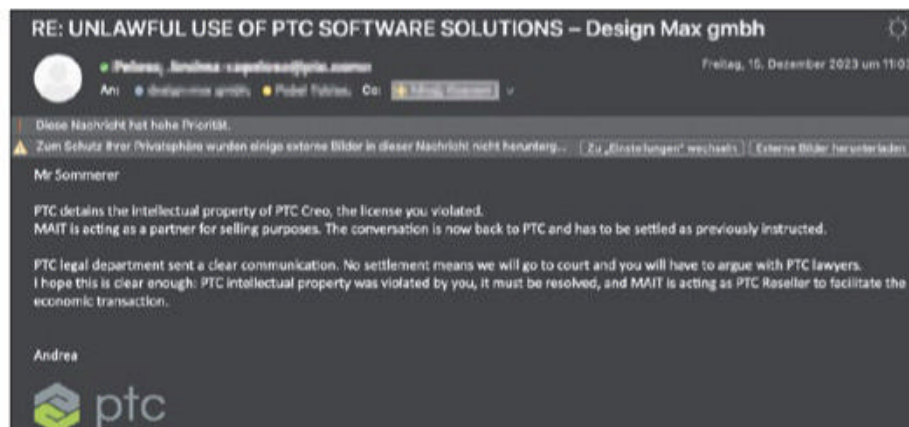 RE: UNLAWFUL USE OF PTC SOFTWARE SOLUTIONS – Design Max gmbh
Freitag, 15. Dezember 2023 um 11:03
An:
Cc:
Diese Nachricht hat hohe Priorität.
Zum Schutz Ihrer Privatsphäre wurden einige externe Bilder in dieser Nachricht nicht herunterg... Zu „Einstellungen" wechseln Externe Bilder herunterladen
Mr Sommerer
PTC detains the intellectual property of PTC Creo, the license you violated.
MAIT is acting as a partner for selling purposes. The conversation is now back to PTC and has to be settled as previously instructed.
PTC legal department sent a clear communication. No settlement means we will go to court and you will have to argue with PTC lawyers.
I hope this is clear enough: PTC intellectual property was violated by you, it must be resolved, and MAIT is acting as PTC Reseller to facilitate the
economic transaction.
Andrea
ptc